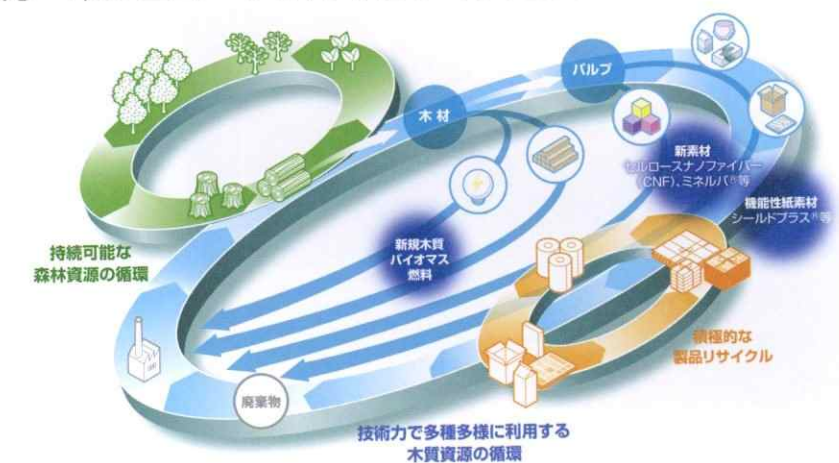 パルプ
木材
新素材
セルロースナノファイバー
(CNF)、ミネルパ®等
機能性紙素材
シールドプラス®等
新規木質
バイオマス
燃料
持続可能な
森林資源の循環
積極的な
製品リサイクル
廃棄物
技術力で多種多様に利用する
木質資源の循環